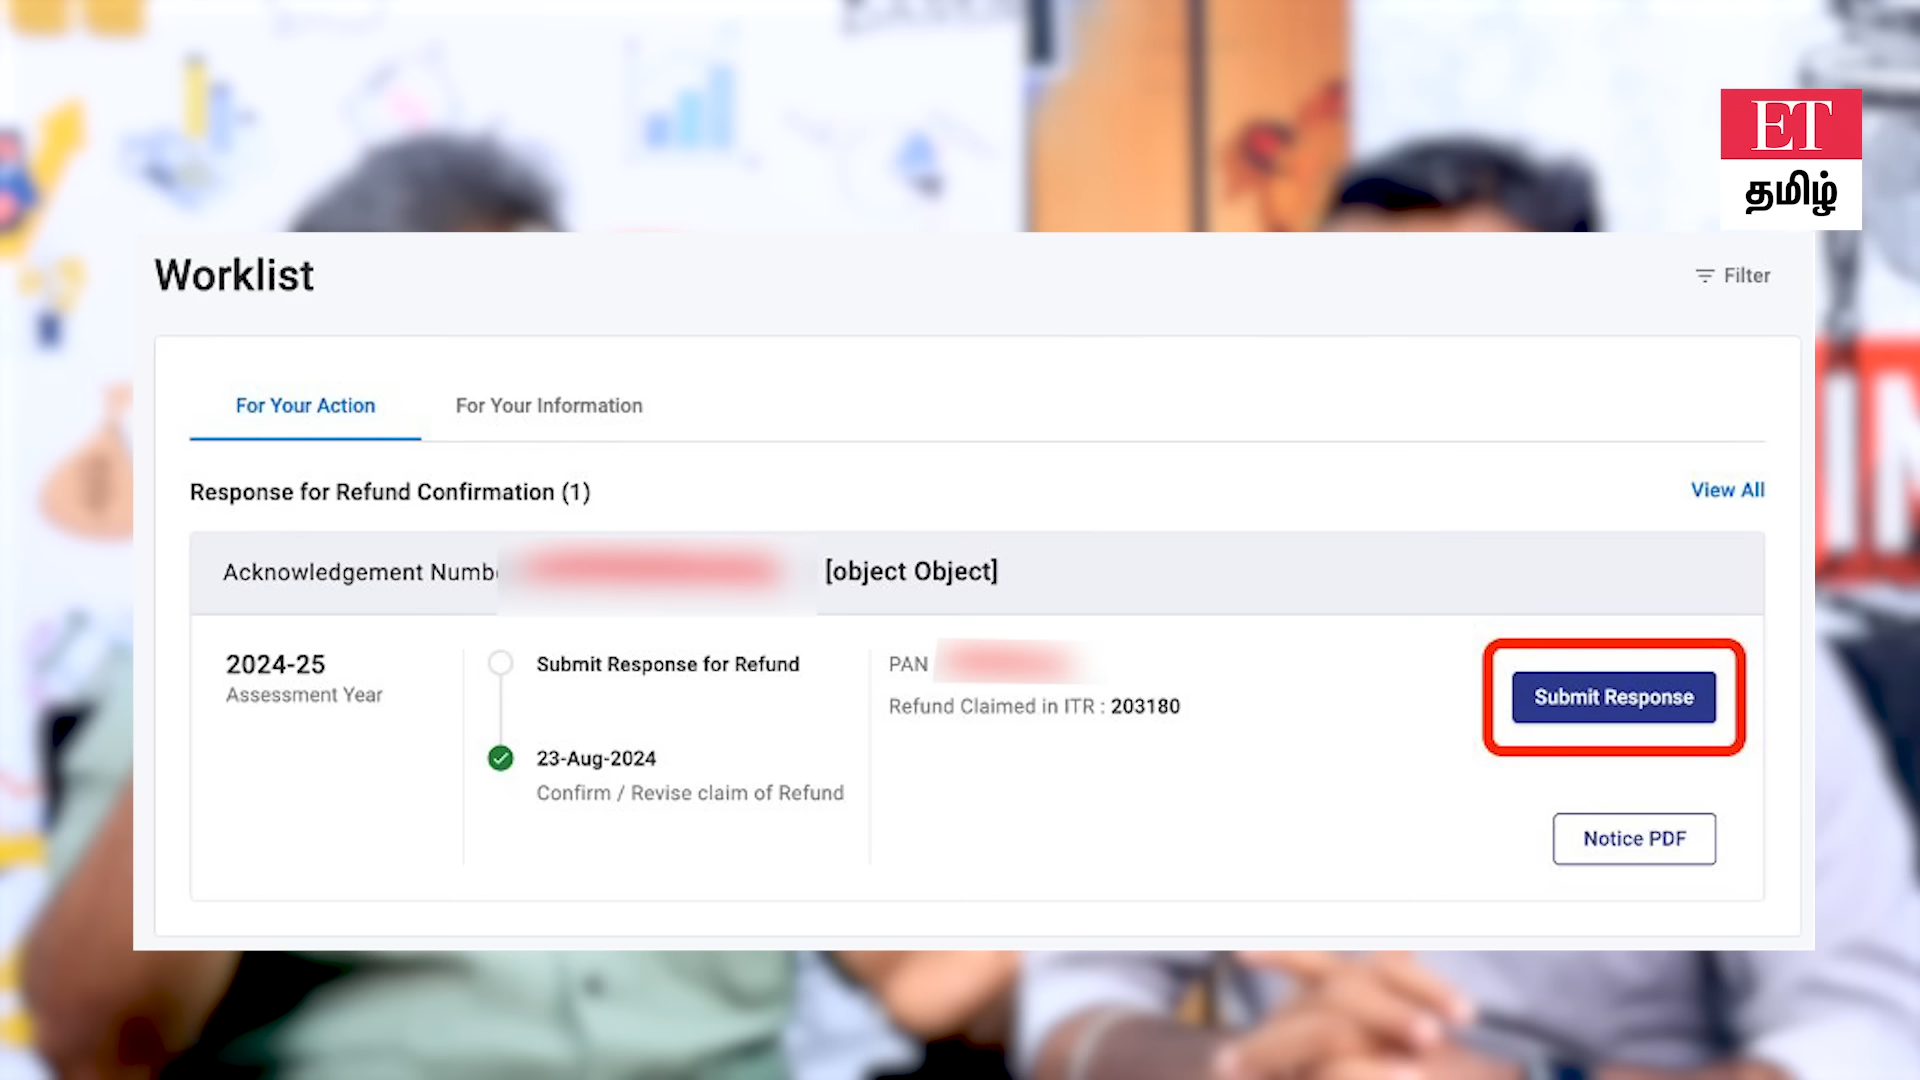 ET
தமிழ்
Worklist
Filter
For Your Action
For Your Information
Response for Refund Confirmation (1)
View All
Acknowledgement
[object Object]
2024-25
Assessment Year
Submit Response for Refund
23-Aug-2024
Confirm / Revise claim of Refund
PAN
Refund Claimed in ITR : 203180
Submit Response
Notice PDF